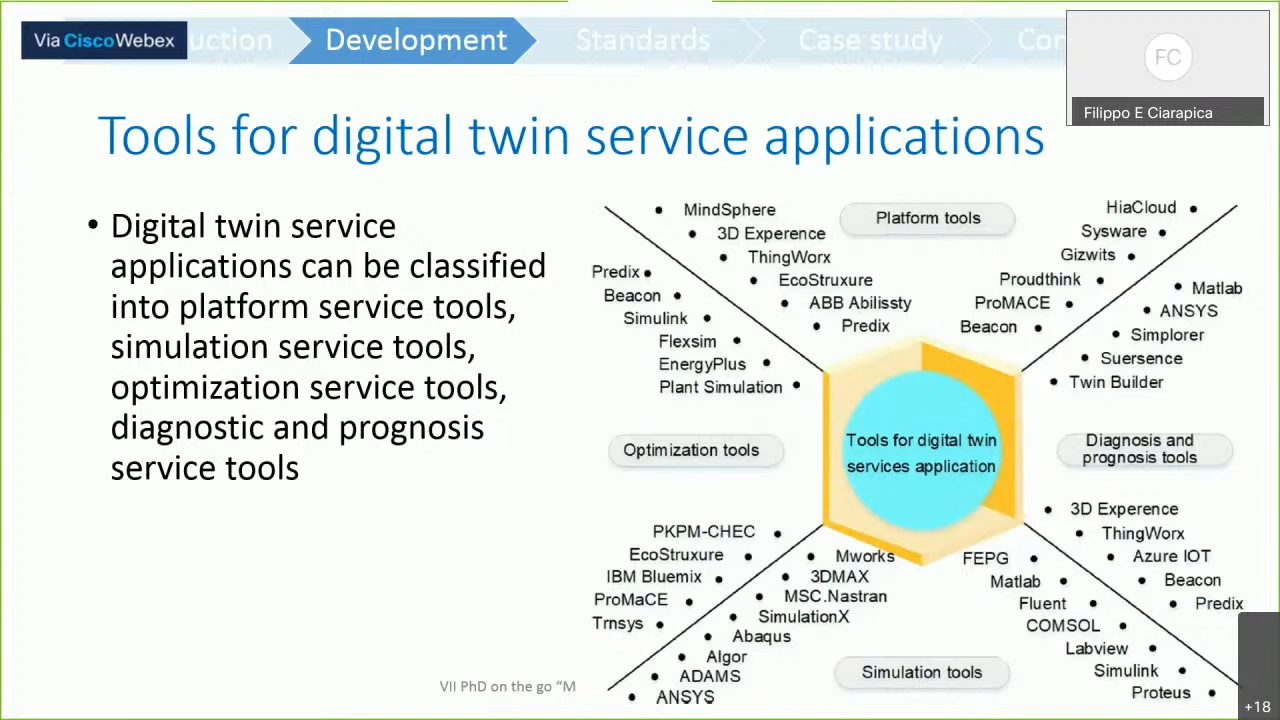 Via Cisco Webex
uction
Development
Standards
Case study
Con
FC
Filippo E Ciarapica
Tools for digital twin service applications
• Digital twin service
applications can be classified
into platform service tools,
simulation service tools,
optimization service tools,
diagnostic and prognosis
service tools
Platform tools
MindSphere
3D Experence
ThingWorx
EcoStruxure
ABB Abilissty
Predix
HiaCloud
Sysware
Gizwits
Proudthink
ProMACE
Beacon
Predix
Beacon
Simulink
Flexsim
EnergyPlus
Plant Simulation
Optimization tools
PKPM-CHEC
EcoStruxure
IBM Bluemix
ProMaCE
Trnsys
Tools for digital twin
services application
Matlab
ANSYS
Simplorer
Suersence
Twin Builder
Diagnosis and
prognosis tools
3D Experence
ThingWorx
Azure IOT
Beacon
Predix
Mworks
3DMAX
MSC.Nastran
SimulationX
Abaqus
Algor
ADAMS
ANSYS
FEPG
Matlab
Fluent
COMSOL
Labview
Simulink
Proteus
Simulation tools
VII PhD on the go “M
+18